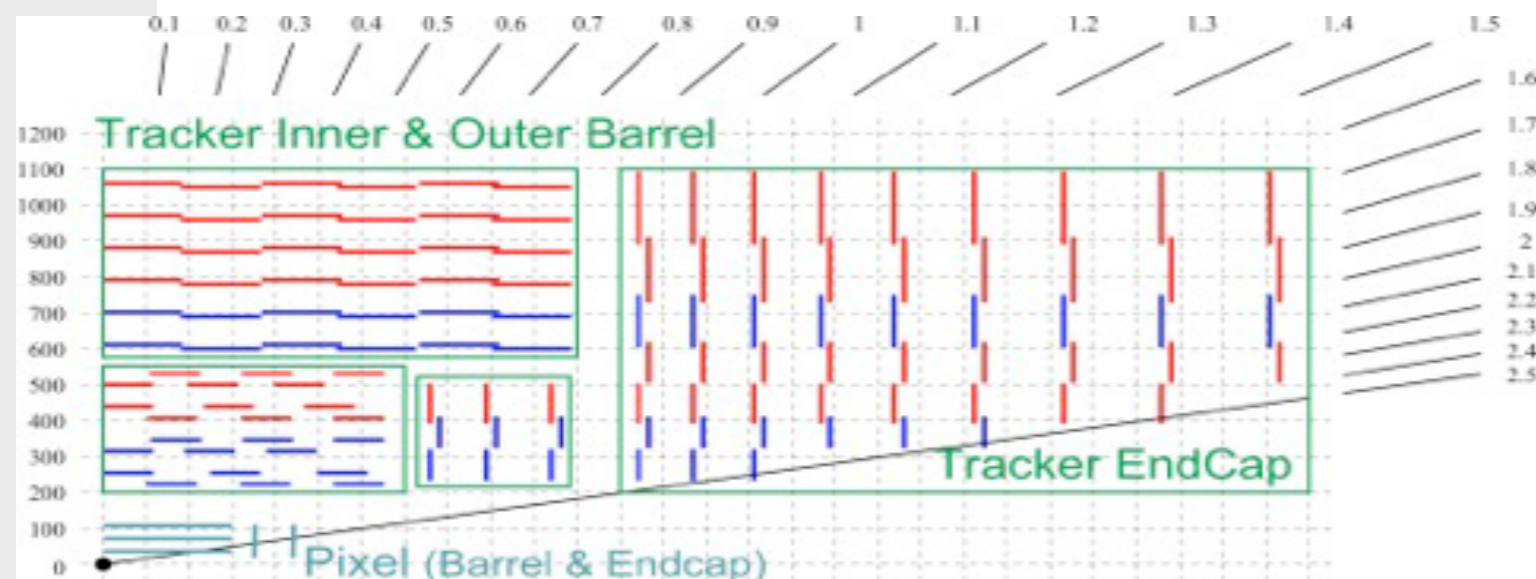 0.1 0.2 0.3 0.4 0.5 0.6 0.7 0.8 0.9 1 1.1 1.2 1.3 1.4 1.5
1.6
1200 Tracker Inner & Outer Barrel 1.7
1100 1.8
1000 1.9
900 2
800 2.1
700 2.2
600 2.3
500 2.4
400 2.5
300 Tracker EndCap
200
100
0 Pixel (Barrel & Endcap)